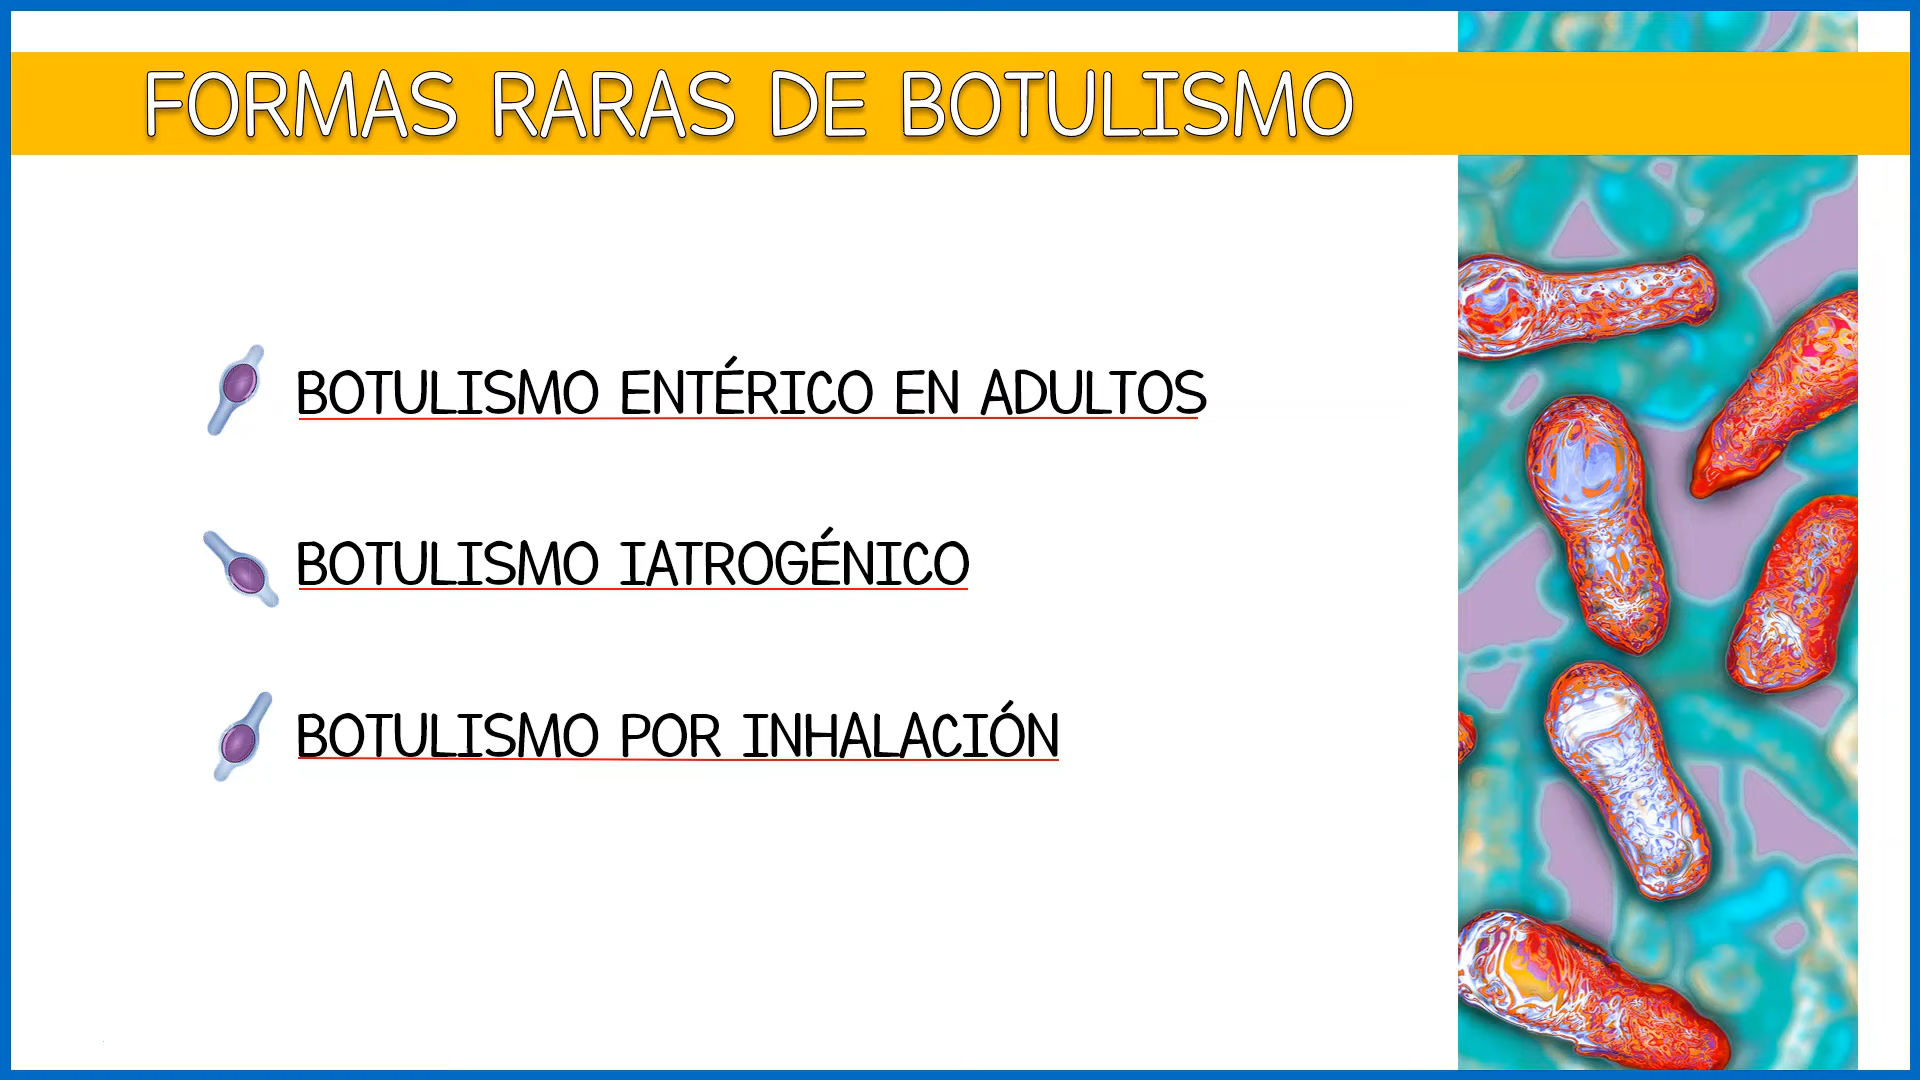 FORMAS RARAS DE BOTULISMO
BOTULISMO ENTÉRICO EN ADULTOS
BOTULISMO IATROGÉNICO
BOTULISMO POR INHALACIÓN